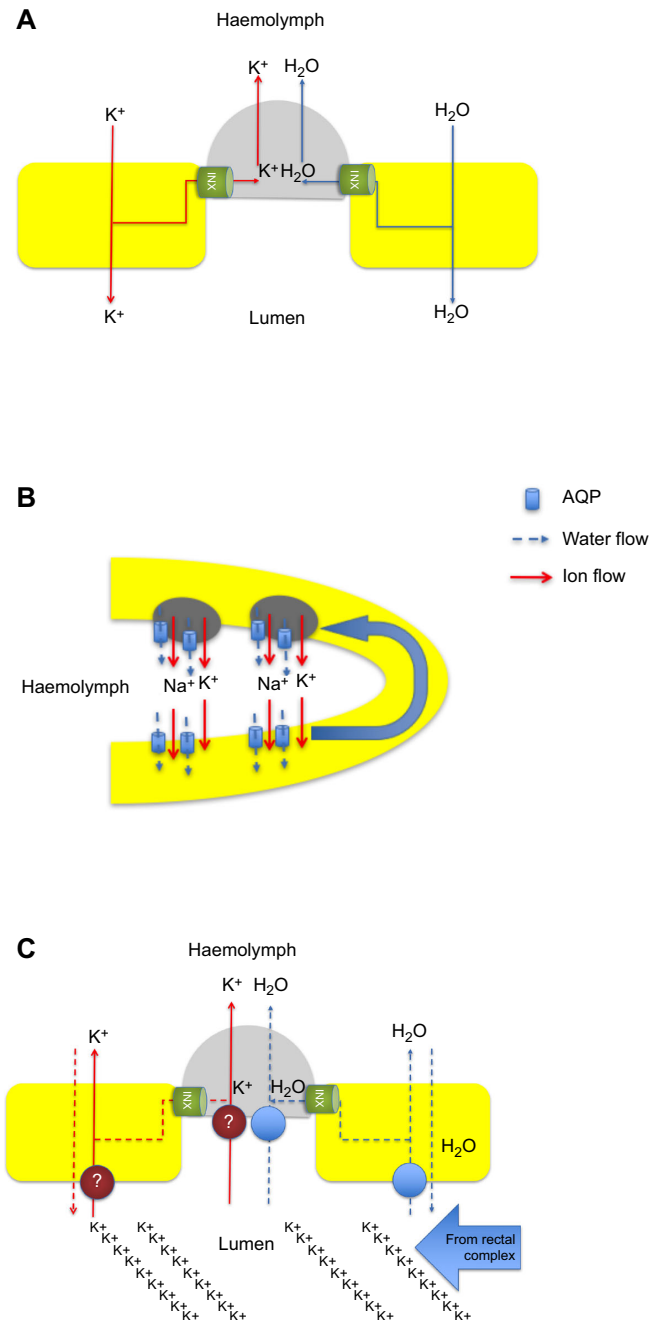 A
Haemolymph
K⁺ H₂O
K⁺ H₂O
INX K⁺ H₂O INX
K⁺ Lumen H₂O
B
AQP
Water flow
Ion flow
Haemolymph Na⁺ K⁺ Na⁺ K⁺
C
Haemolymph
K⁺ H₂O
K⁺ H₂O
INX K⁺ H₂O INX
?
H₂O
?
K⁺ K⁺ K⁺ K⁺
K⁺ K⁺ Lumen K⁺ K⁺
K⁺ K⁺ K⁺ K⁺
K⁺ K⁺ K⁺ K⁺
K⁺ K⁺ K⁺ K⁺
K⁺ K⁺ K⁺ K⁺
K⁺ K⁺ K⁺ K⁺
K⁺ K⁺ K⁺ K⁺
From rectal
complex